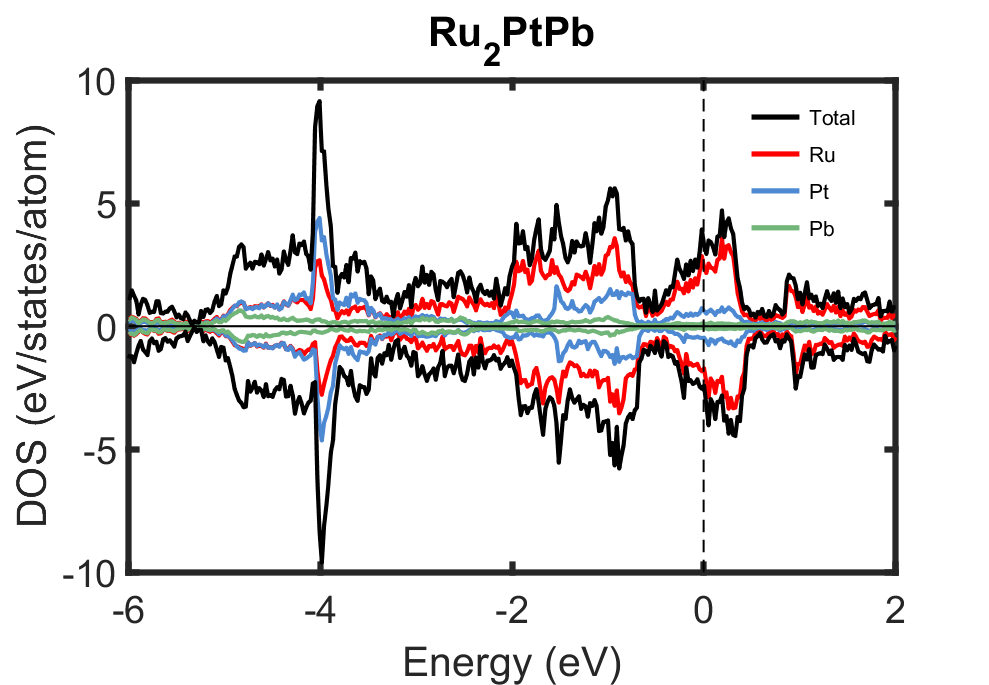 Ru2PtPb
10
5
0
-5
-10
DOS (eV/states/atom)
Total
Ru
Pt
Pb
-6
-4
-2
0
2
Energy (eV)